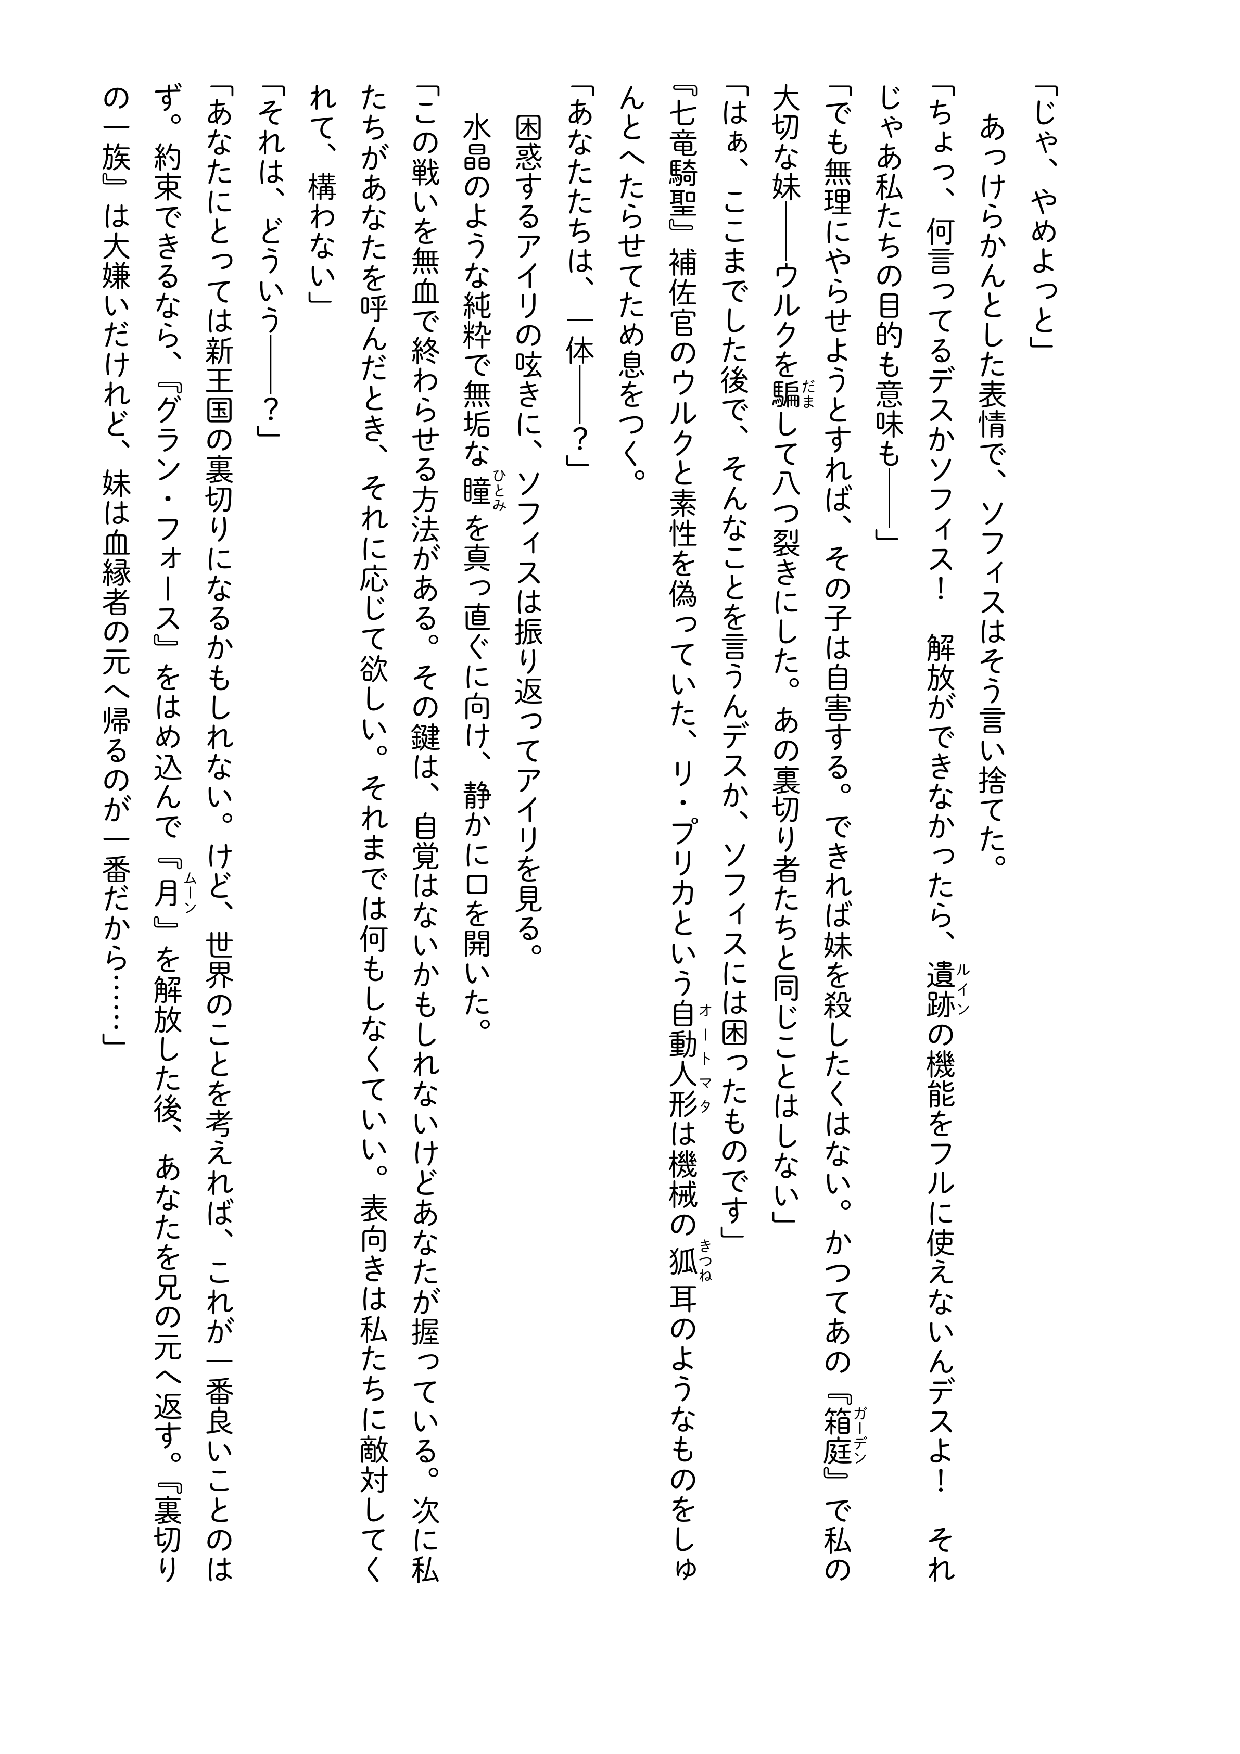 「じゃ、やめよっと」
　あっけらかんとした表情で、ソフィスはそう言い捨てた。
「ちょっ、何言ってるデスかソフィス！　解放ができなかったら、遺跡の機能をフルに使えないんデスよ！　それ
ルイン
じゃあ私たちの目的も意味も――」
「でも無理にやらせようとすれば、その子は自害する。できれば妹を殺したくはない。かつてあの『箱庭』で私の
ガーデン
大切な妹――ウルクを騙して八つ裂きにした。あの裏切り者たちと同じことはしない」
だま
「はぁ、ここまでした後で、そんなことを言うんデスか、ソフィスには困ったものです」
『七竜騎聖』補佐官のウルクと素性を偽っていた、リ・プリカという自動人形は機械の狐耳のようなものをしゅ
オートマタ
きつね
んとへたらせてため息をつく。
「あなたたちは、一体――？」
　困惑するアイリの呟きに、ソフィスは振り返ってアイリを見る。
　水晶のような純粋で無垢な瞳を真っ直ぐに向け、静かに口を開いた。
ひとみ
「この戦いを無血で終わらせる方法がある。その鍵は、自覚はないかもしれないけどあなたが握っている。次に私
たちがあなたを呼んだとき、それに応じて欲しい。それまでは何もしなくていい。表向きは私たちに敵対してく
れて、構わない」
「それは、どういう――？」
「あなたにとっては新王国の裏切りになるかもしれない。けど、世界のことを考えれば、これが一番良いことのは
ず。約束できるなら、『グラン・フォース』をはめ込んで『月』を解放した後、あなたを兄の元へ返す。『裏切り
ムーン
の一族』は大嫌いだけれど、妹は血縁者の元へ帰るのが一番だから……」